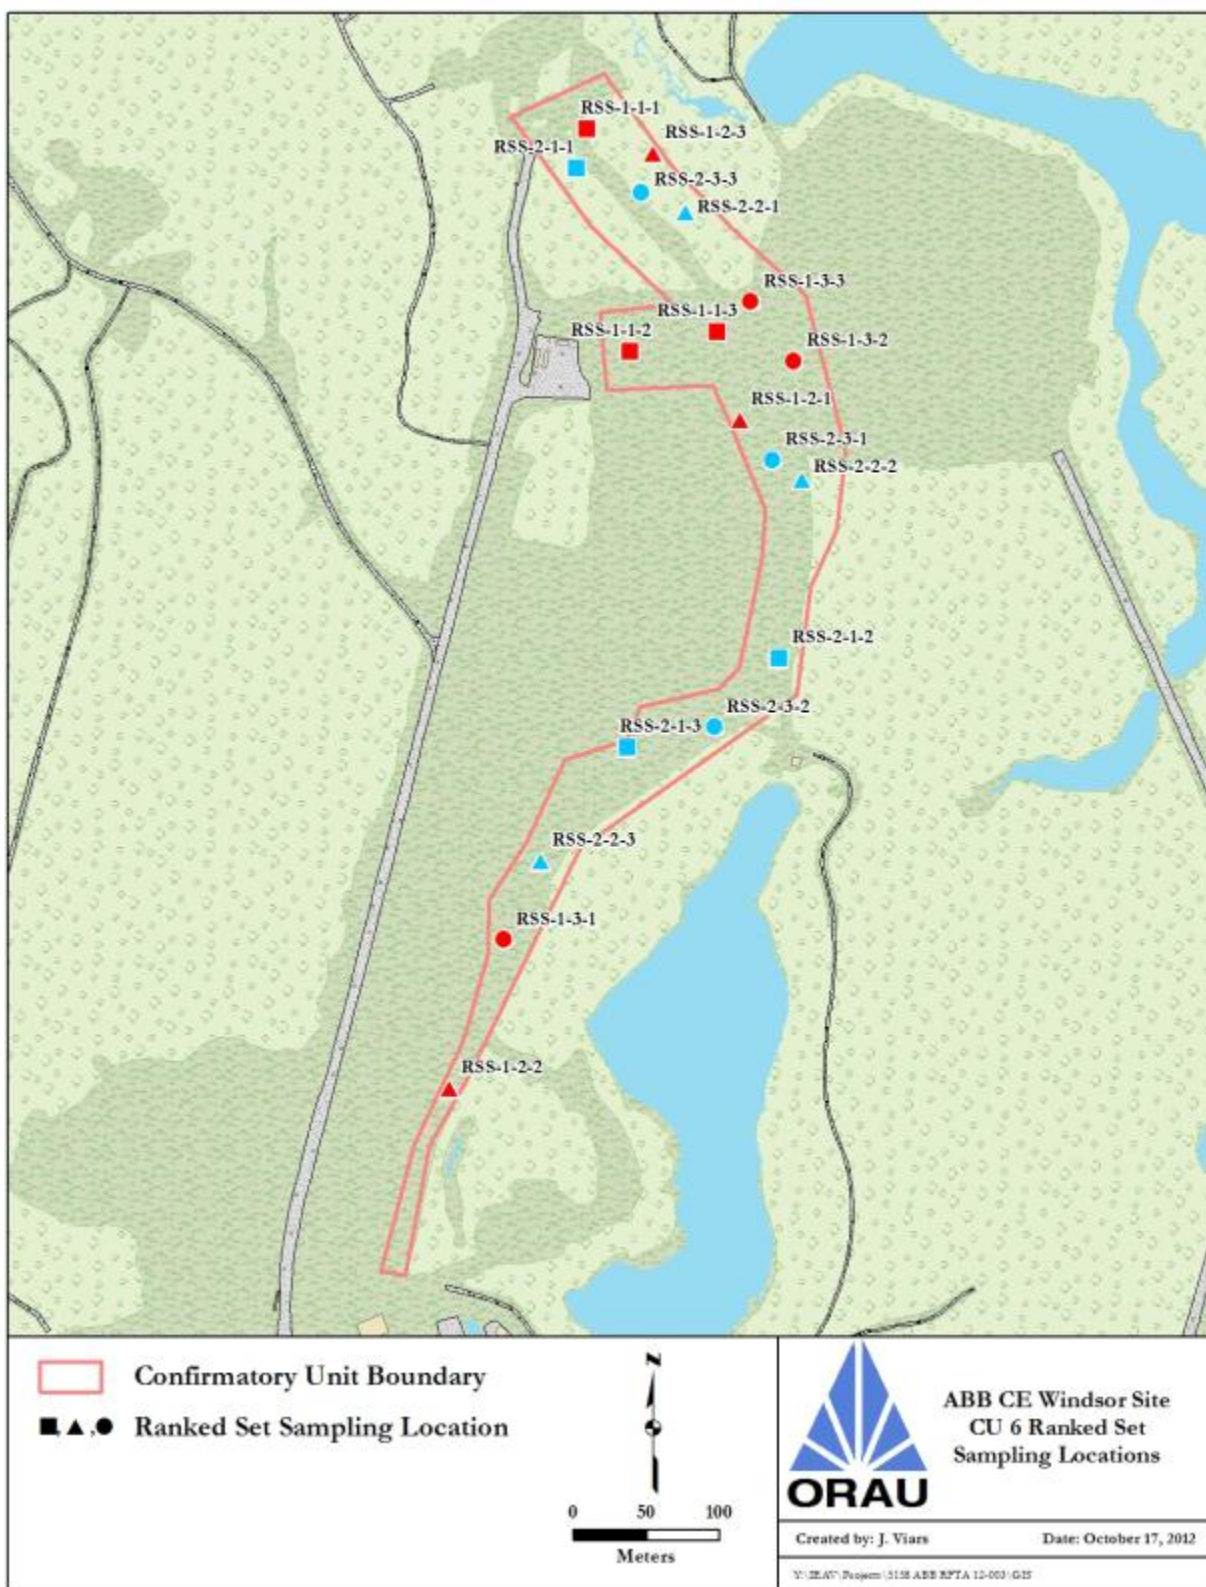 RSS-1-1-1
RSS-1-2-3
RSS-2-1-1
RSS-2-3-3
RSS-2-2-1
RSS-1-3-3
RSS-1-1-3
RSS-1-1-2
RSS-1-3-2
RSS-1-2-1
RSS-2-3-1
RSS-2-2-2
RSS-2-1-2
RSS-2-3-2
RSS-2-1-3
RSS-2-2-3
RSS-1-3-1
RSS-1-2-2
Confirmatory Unit Boundary
Ranked Set Sampling Location
N
0 50 100
Meters
ORAU
ABB CE Windsor Site
CU 6 Ranked Set
Sampling Locations
Created by: J. Viars Date: October 17, 2012